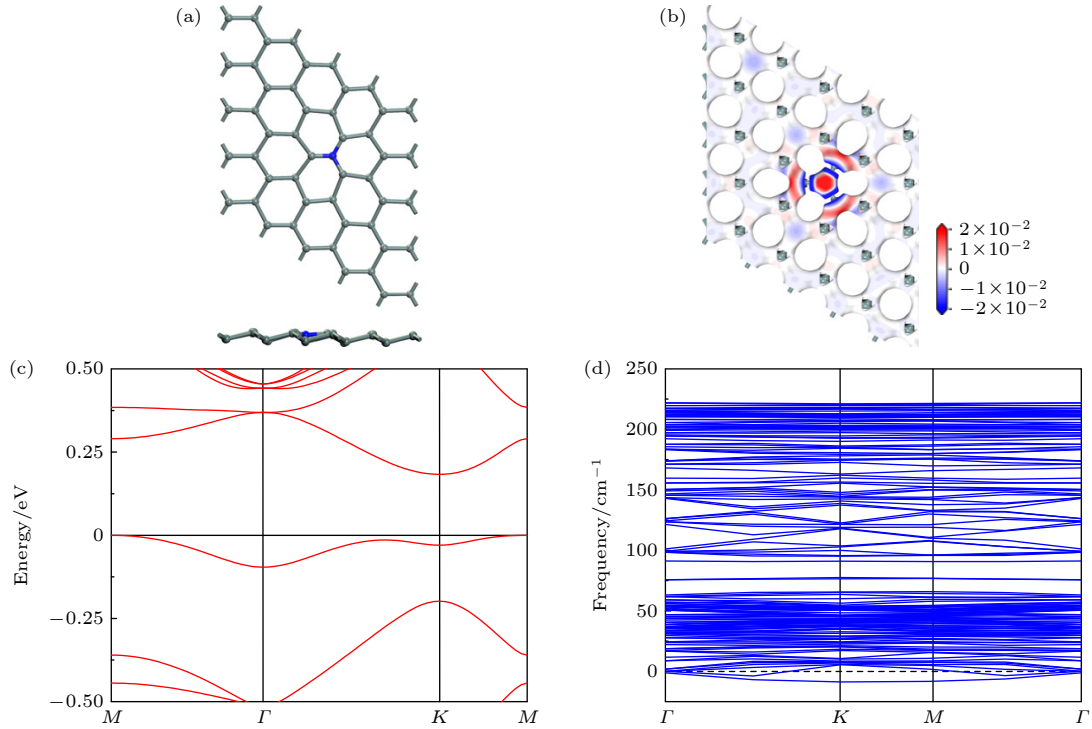 (a)
(b)
2×10⁻²
1×10⁻²
0
−1×10⁻²
−2×10⁻²
(c)
0.50
0.25
0
−0.25
−0.50
Energy/eV
M Γ K M
(d)
250
200
150
100
50
0
Frequency/cm⁻¹
Γ K M Γ